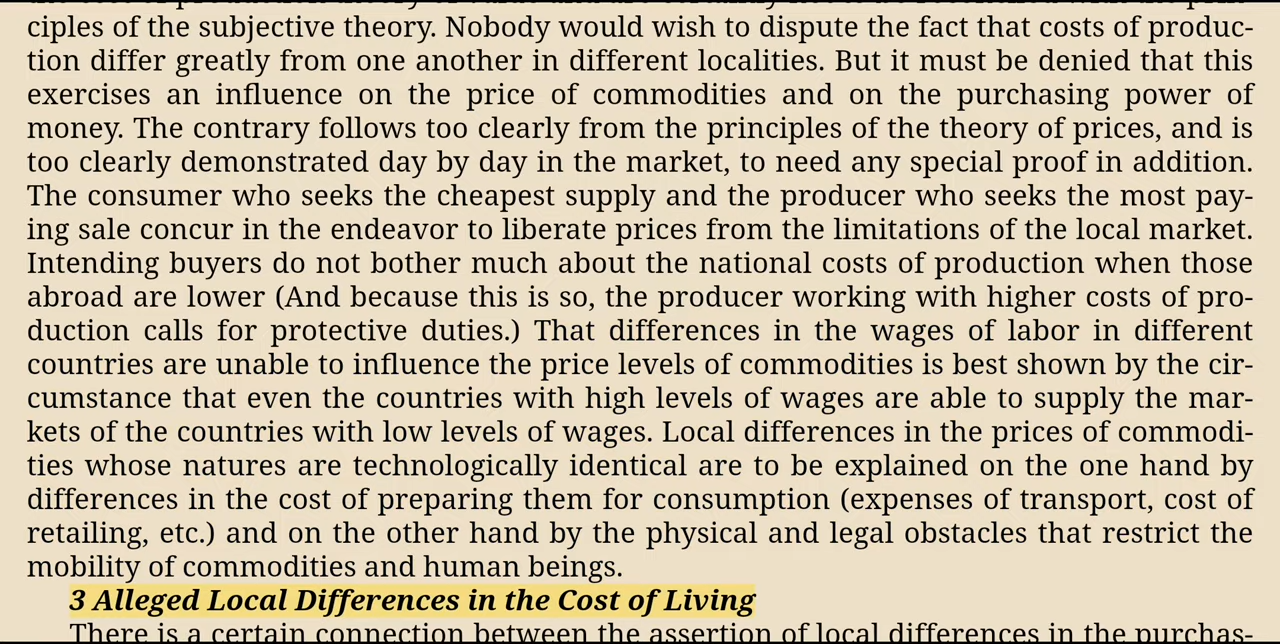 ciples of the subjective theory. Nobody would wish to dispute the fact that costs of produc-
tion differ greatly from one another in different localities. But it must be denied that this
exercises an influence on the price of commodities and on the purchasing power of
money. The contrary follows too clearly from the principles of the theory of prices, and is
too clearly demonstrated day by day in the market, to need any special proof in addition.
The consumer who seeks the cheapest supply and the producer who seeks the most pay-
ing sale concur in the endeavor to liberate prices from the limitations of the local market.
Intending buyers do not bother much about the national costs of production when those
abroad are lower (And because this is so, the producer working with higher costs of pro-
duction calls for protective duties.) That differences in the wages of labor in different
countries are unable to influence the price levels of commodities is best shown by the cir-
cumstance that even the countries with high levels of wages are able to supply the mar-
kets of the countries with low levels of wages. Local differences in the prices of commodi-
ties whose natures are technologically identical are to be explained on the one hand by
differences in the cost of preparing them for consumption (expenses of transport, cost of
retailing, etc.) and on the other hand by the physical and legal obstacles that restrict the
mobility of commodities and human beings.
3 Alleged Local Differences in the Cost of Living
There is a certain connection between the assertion of local differences in the purchas-